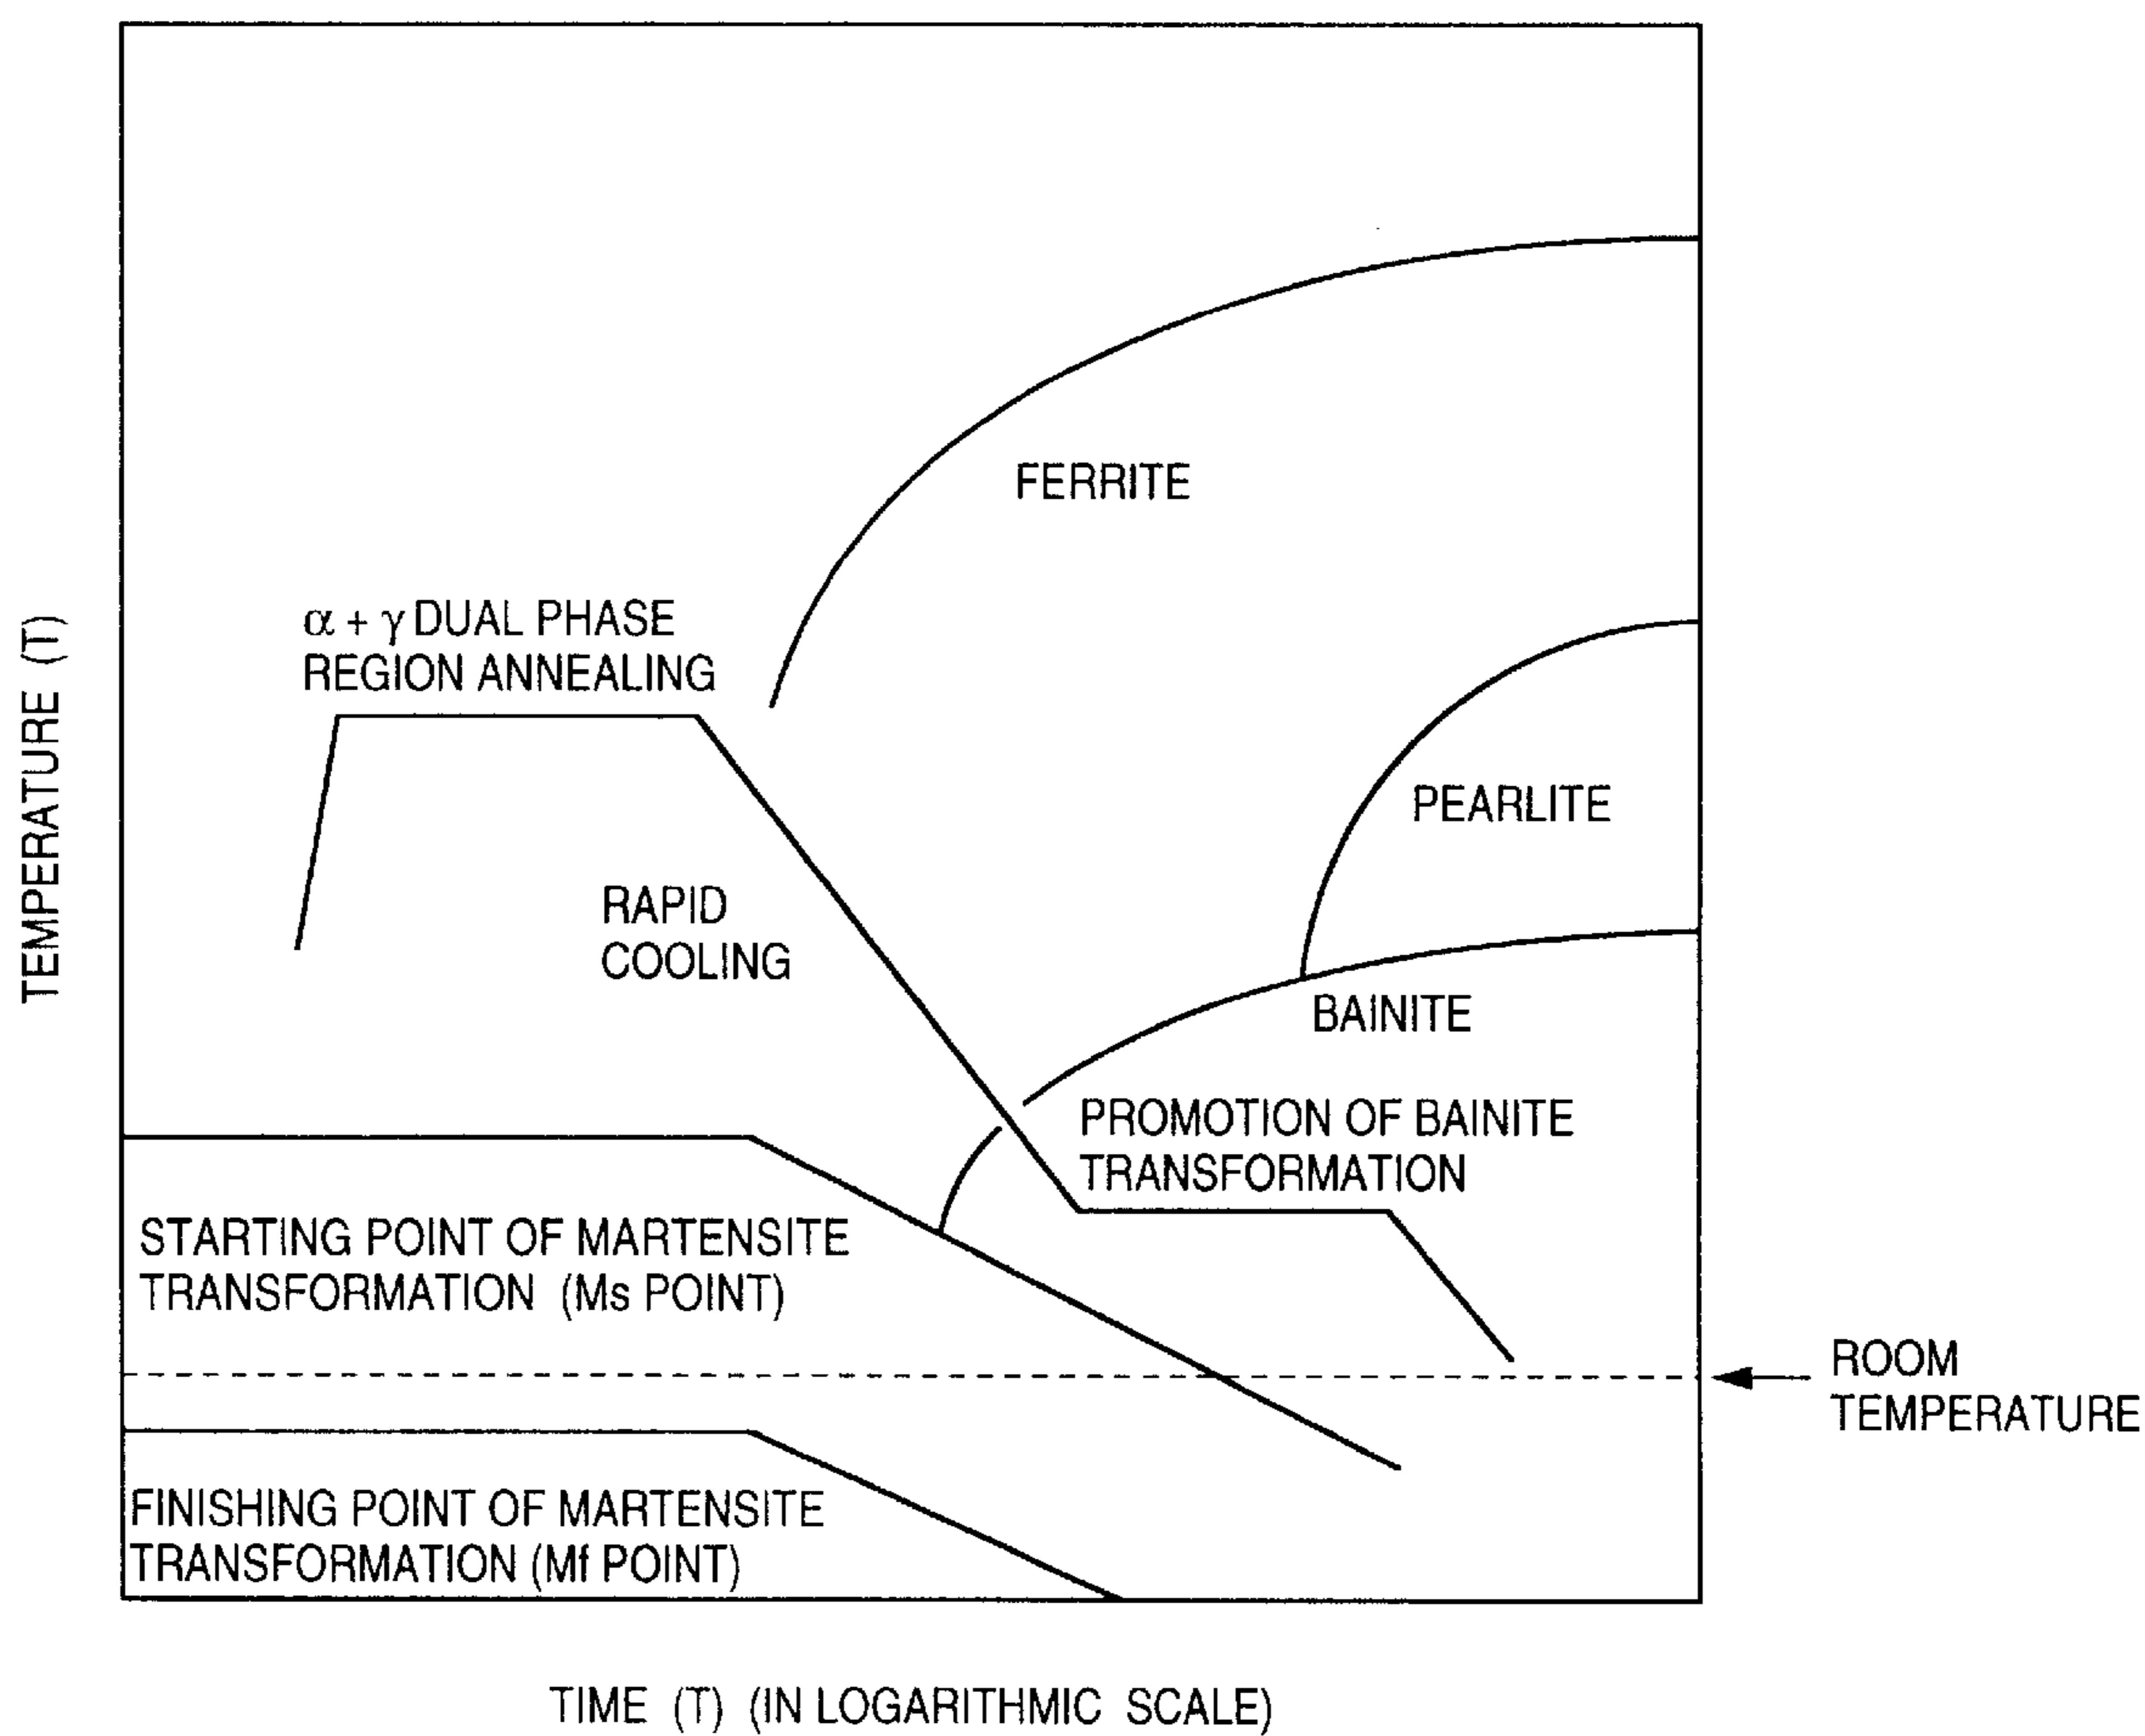 FERRITE
α + γ DUAL PHASE
REGION ANNEALING
TEMPERATURE (T)
PEARLITE
RAPID
COOLING
BAINITE
PROMOTION OF BAINITE
TRANSFORMATION
STARTING POINT OF MARTENSITE
TRANSFORMATION (Ms POINT)
ROOM
TEMPERATURE
FINISHING POINT OF MARTENSITE
TRANSFORMATION (Mf POINT)
TIME (T) (IN LOGARITHMIC SCALE)